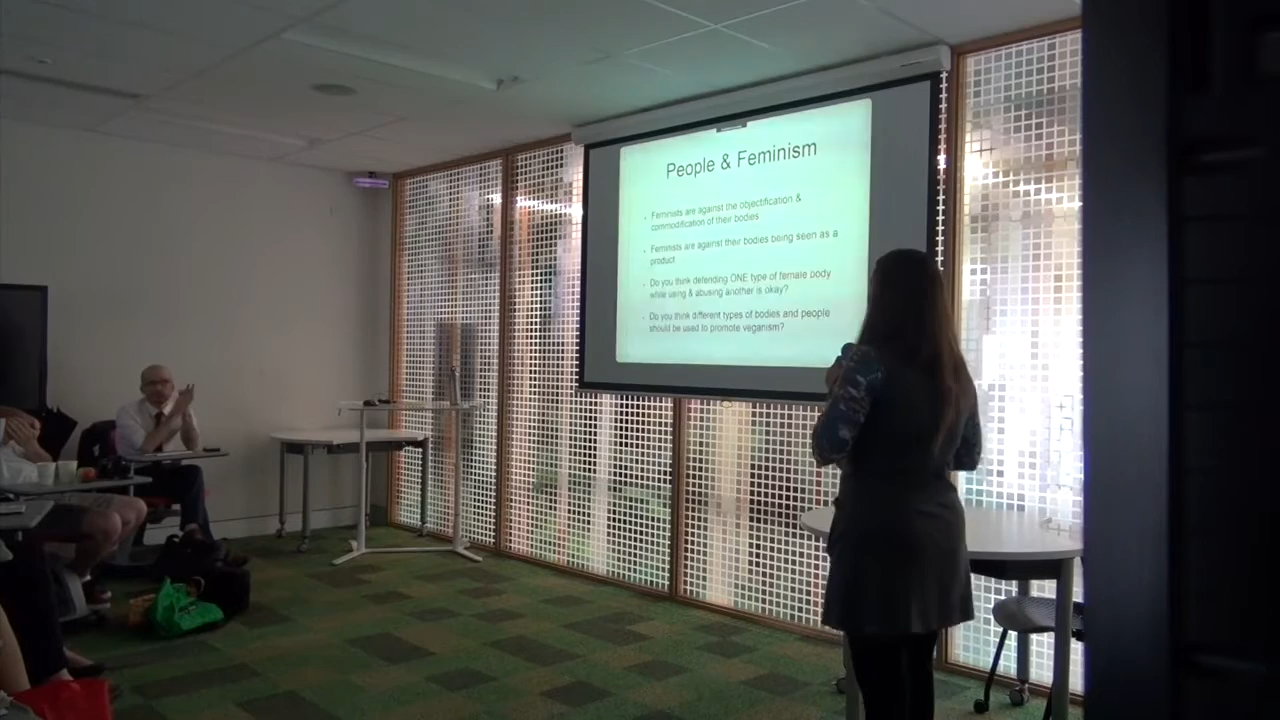 People & Feminism
Feminists are against the objectification &
commodification of their bodies
Feminists are against their bodies being seen as a
product
Do you think defending ONE type of female body
while using & abusing another is okay?
Do you think different types of bodies and people
should be used to promote veganism?